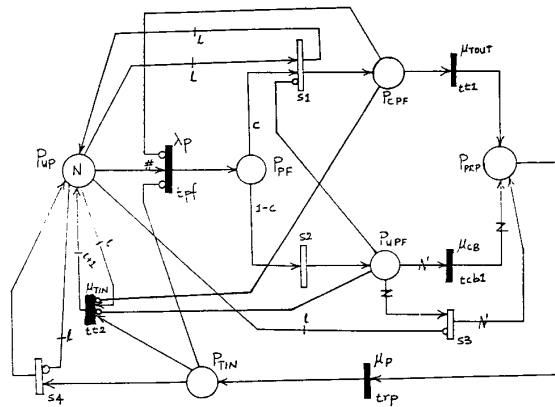 l
l
μTOUT
tt1
s1
PCPF
λP
C
PUP
N
#
tpf
PPF
PPRP
1-C
s2
PUPF
μCB
N'
tcb1
μTIN
tt2
l
s3
N'
PTIN
μP
trp
l
s4